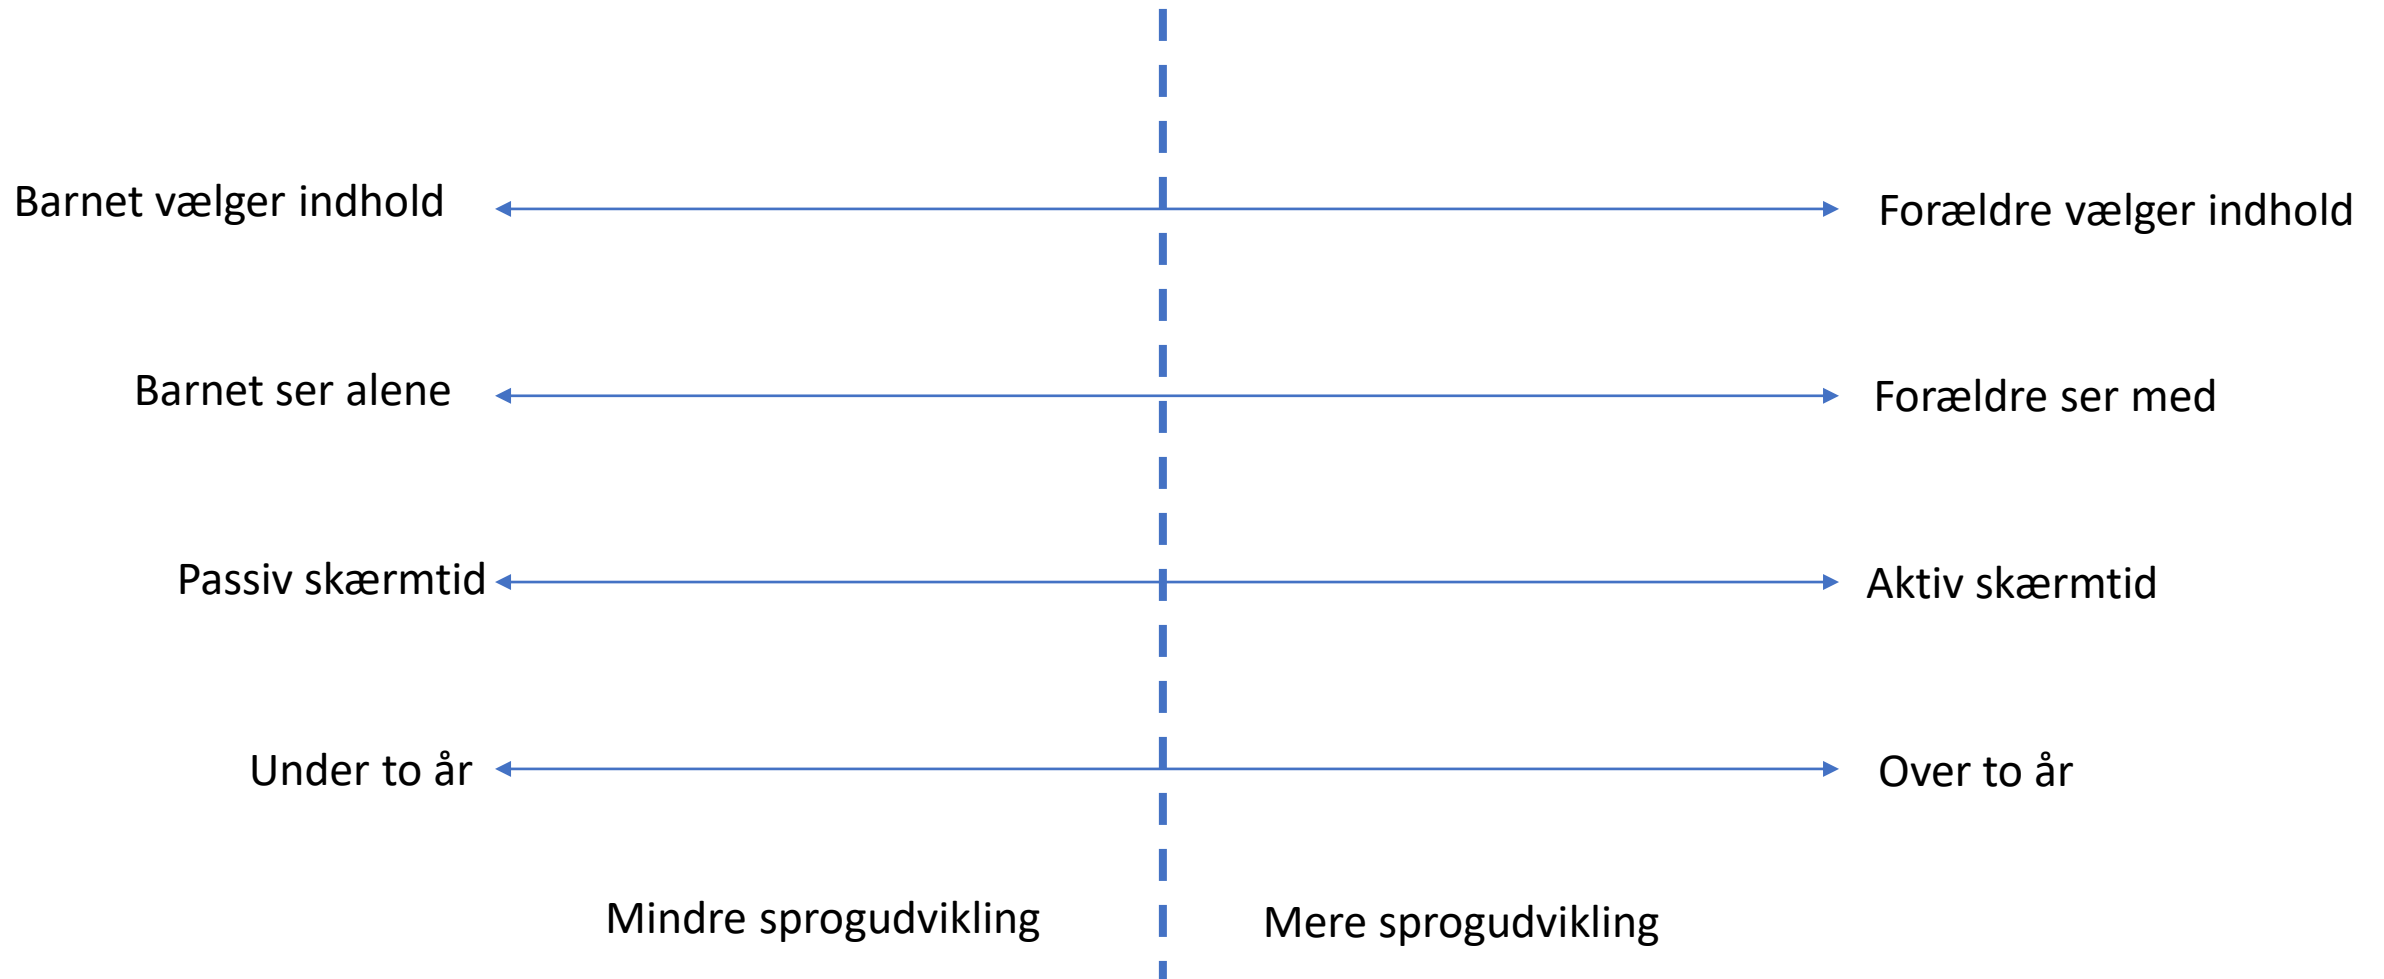 Barnet vælger indhold
Forældre vælger indhold
Barnet ser alene
Forældre ser med
Passiv skærmtid
Aktiv skærmtid
Under to år
Over to år
Mindre sprogudvikling
Mere sprogudvikling